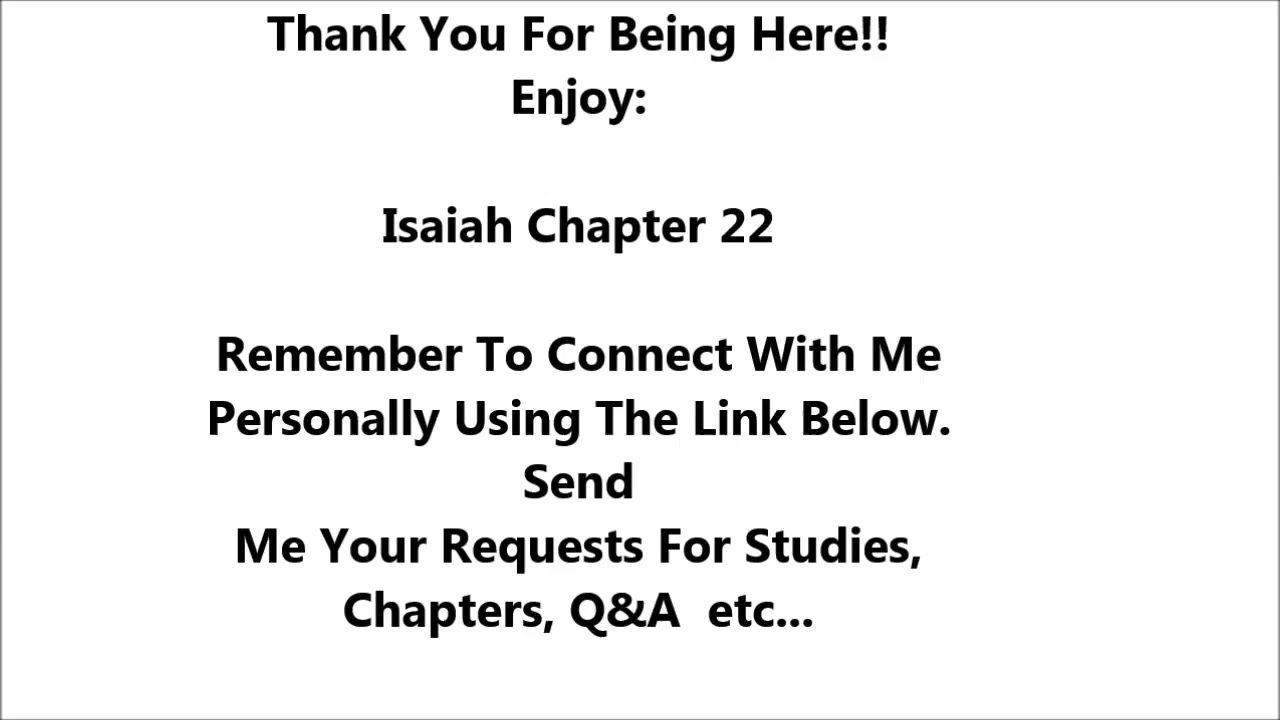 Thank You For Being Here!!
Enjoy:
Isaiah Chapter 22
Remember To Connect With Me
Personally Using The Link Below.
Send
Me Your Requests For Studies,
Chapters, Q&A  etc...